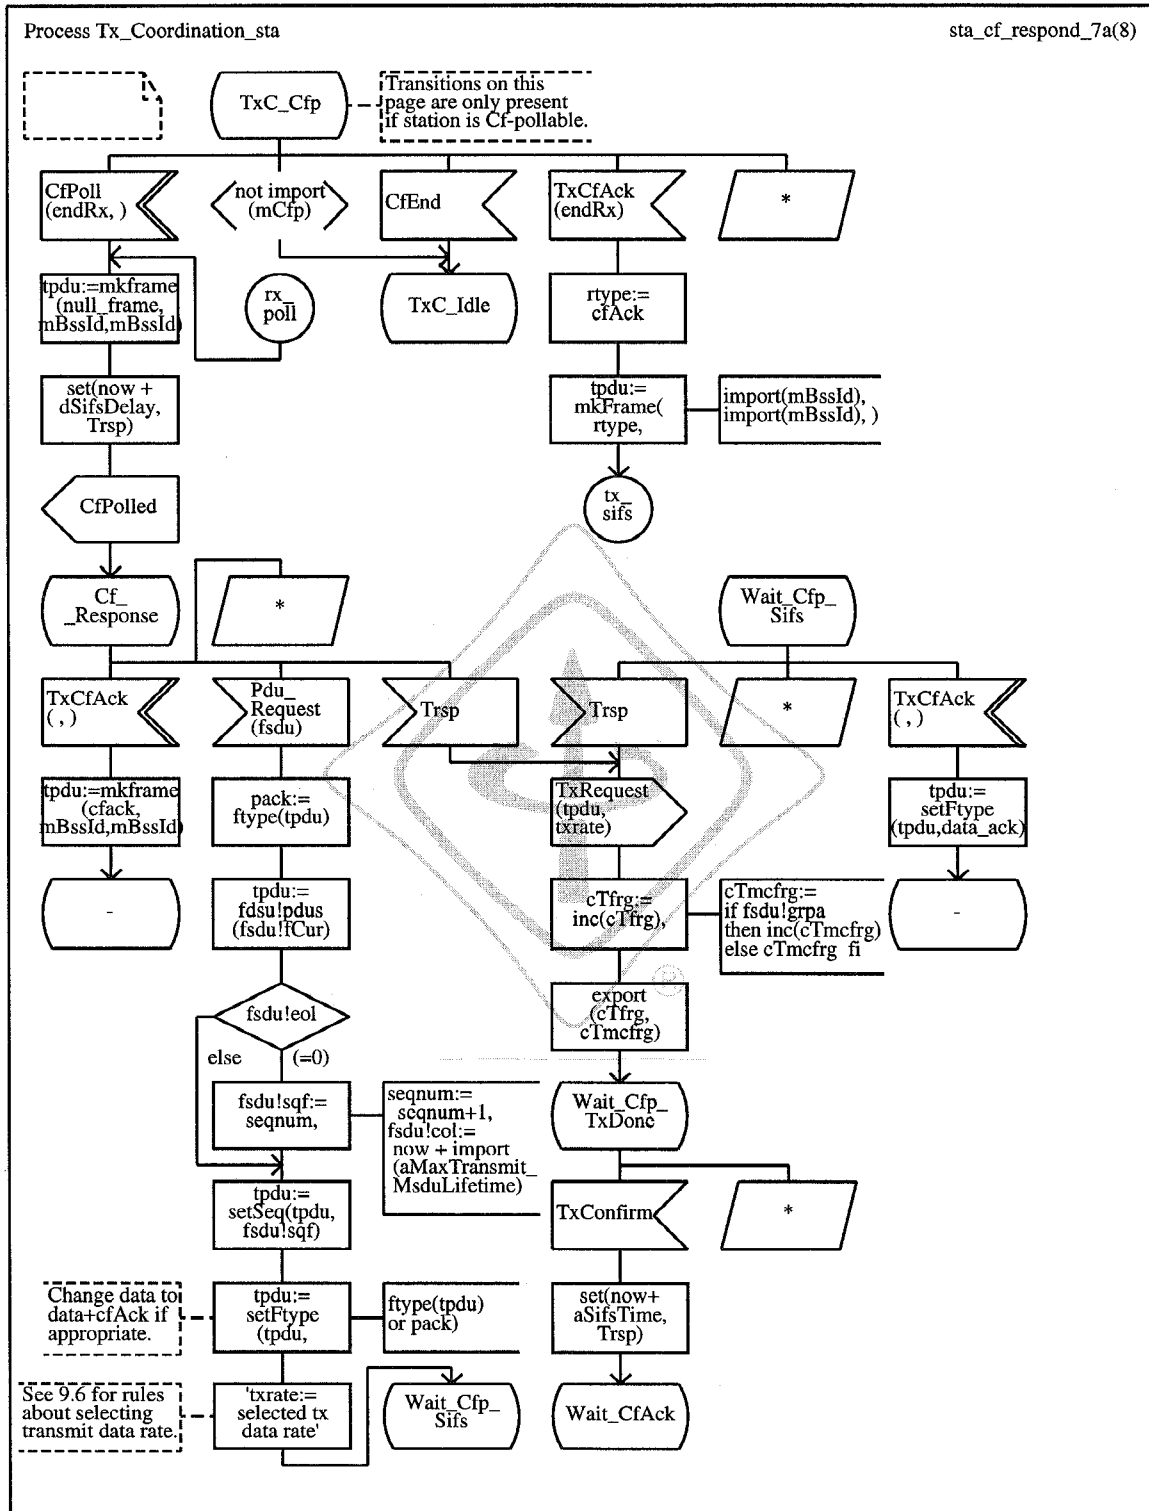 Process Tx_Coordination_sta
sta_cf_respond_7a(8)
TxC_Cfp
Transitions on this
page are only present
if station is Cf-pollable.
CfPoll
(endRx, )
not import
(mCfp)
CfEnd
TxCfAck
(endRx)
*
tpdu:=mkframe
(null_frame,
mBssId,mBssId)
rx_
poll
TxC_Idle
rtype:=
cfAck
set(now +
dSifsDelay,
Trsp)
tpdu:=
mkFrame(
rtype,
import(mBssId),
import(mBssId), )
CfPolled
tx_
sifs
Cf_
_Response
*
Wait_Cfp_
Sifs
TxCfAck
( , )
Pdu_
Request
(fsdu)
Trsp
Trsp
*
TxCfAck
( , )
tpdu:=mkframe
(cfack,
mBssId,mBssId)
pack:=
ftype(tpdu)
TxRequest
(tpdu,
txrate)
tpdu:=
setFtype
(tpdu,data_ack)
-
tpdu:=
fdsu!pdus
(fsdu!fCur)
cTfrg:=
inc(cTfrg),
cTmcfrg:=
if fsdu!grpa
then inc(cTmcfrg)
else cTmcfrg fi
-
fsdu!eol
else
(=0)
export
(cTfrg,
cTmcfrg)
®
fsdu!sqf:=
seqnum,
seqnum:=
seqnum+1,
fsdu!col:=
now + import
(aMaxTransmit_
MsduLifetime)
Wait_Cfp_
TxDone
tpdu:=
setSeq(tpdu,
fsdu!sqf)
TxConfirm
*
Change data to
data+cfAck if
appropriate.
tpdu:=
setFtype
(tpdu,
ftype(tpdu)
or pack)
set(now+
aSifsTime,
Trsp)
See 9.6 for rules
about selecting
transmit data rate.
'txrate:=
selected tx
data rate'
Wait_Cfp_
Sifs
Wait_CfAck